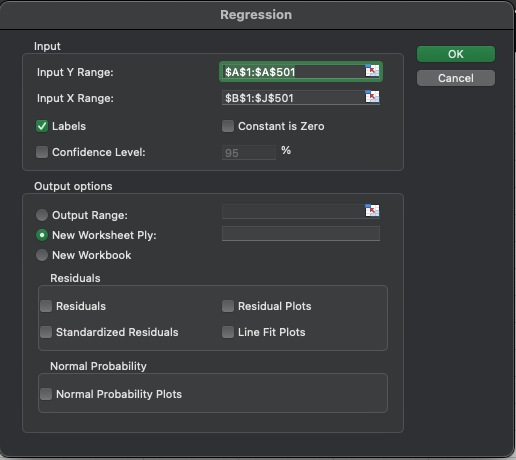 Regression
Input
Input Y Range: $A$1:$A$501
OK
Input X Range: $B$1:$J$501
Cancel
Labels Constant is Zero
Confidence Level: 95 %
Output options
Output Range:
New Worksheet Ply:
New Workbook
Residuals
Residuals Residual Plots
Standardized Residuals Line Fit Plots
Normal Probability
Normal Probability Plots